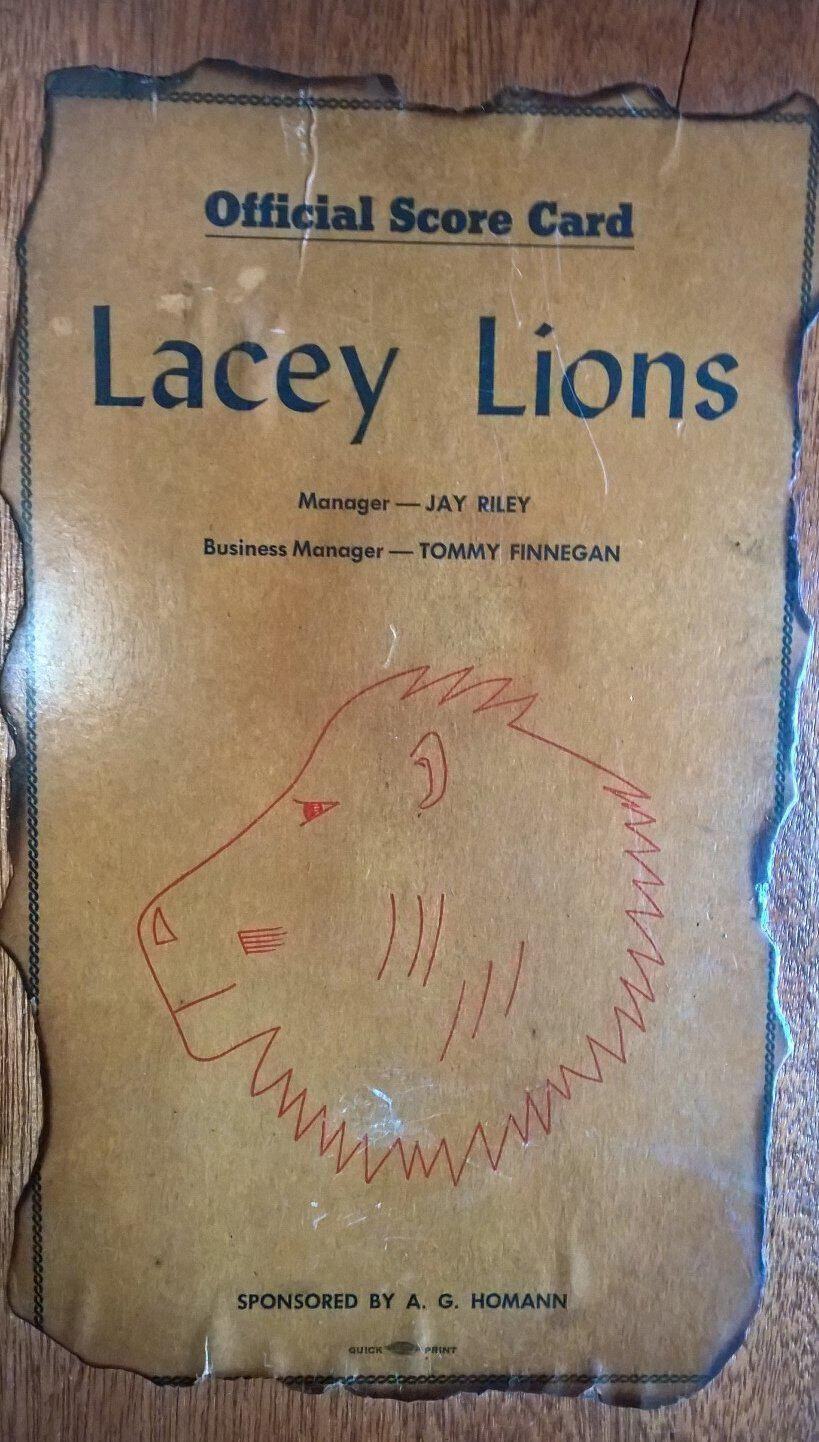 Official Score Card
Lacey Lions
Manager — JAY RILEY
Business Manager — TOMMY FINNEGAN
SPONSORED BY A. G. HOMANN
QUICK PRINT